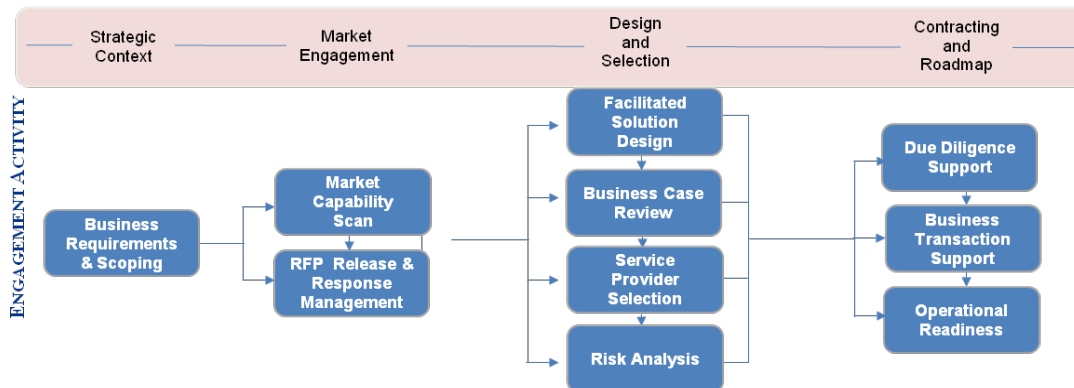 Strategic
Context
Market
Engagement
Design
and
Selection
Contracting
and
Roadmap
ENGAGEMENT ACTIVITY
Business
Requirements
& Scoping
Market
Capability
Scan
RFP Release &
Response
Management
Facilitated
Solution
Design
Business Case
Review
Service
Provider
Selection
Risk Analysis
Due Diligence
Support
Business
Transaction
Support
Operational
Readiness